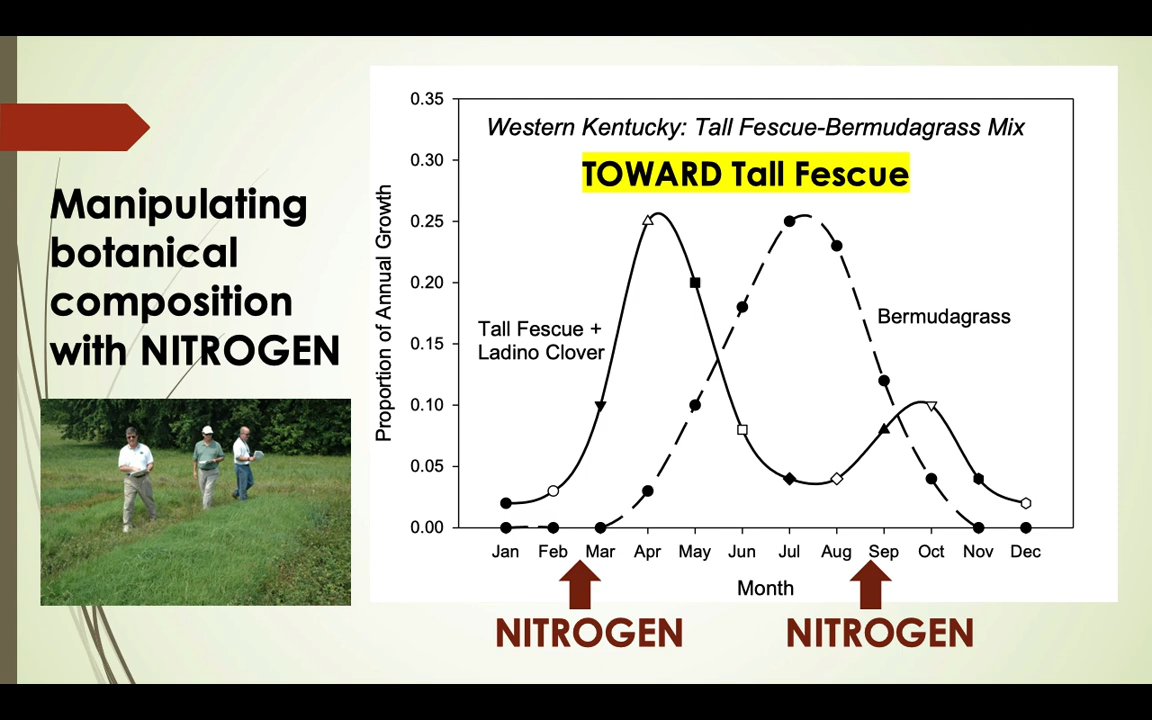 Manipulating
botanical
composition
with NITROGEN
Western Kentucky: Tall Fescue-Bermudagrass Mix
TOWARD Tall Fescue
Proportion of Annual Growth
0.35
0.30
0.25
0.20
0.15
0.10
0.05
0.00
Tall Fescue +
Ladino Clover
Bermudagrass
Jan Feb Mar Apr May Jun Jul Aug Sep Oct Nov Dec
Month
NITROGEN NITROGEN